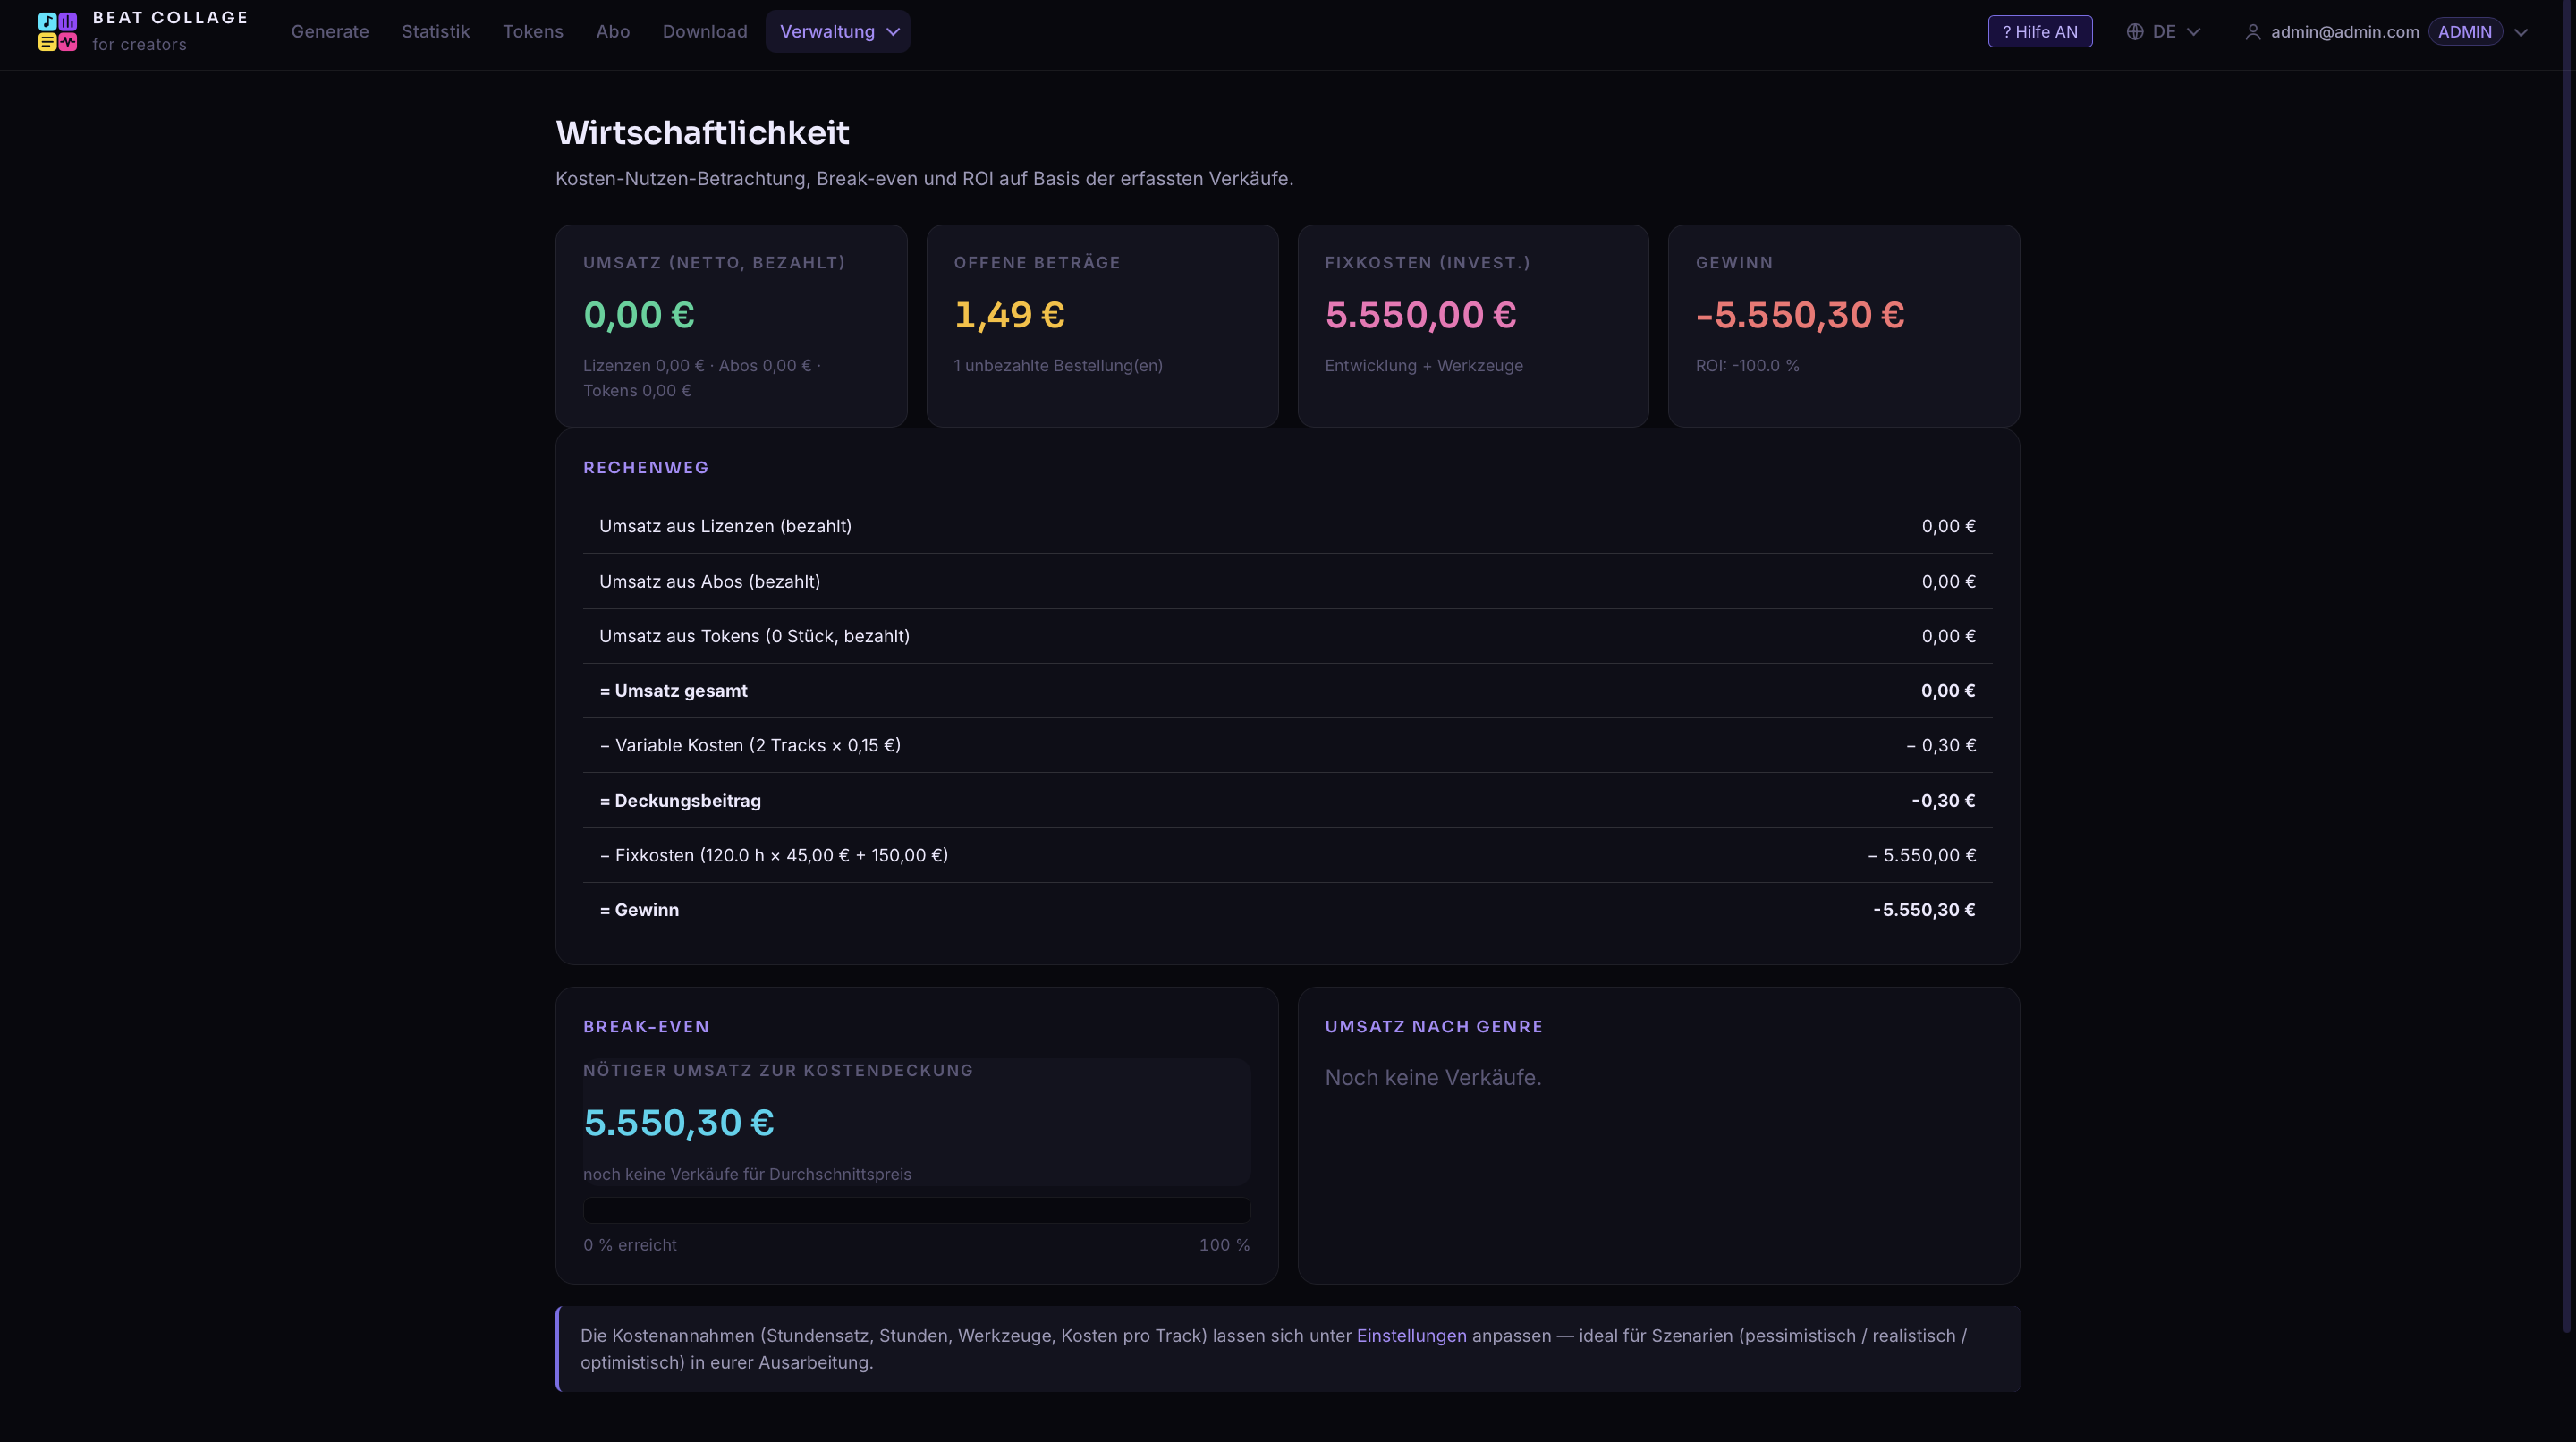 BEAT COLLAGE
for creators
Generate
Statistik
Tokens
Abo
Download
Verwaltung
? Hilfe AN
DE
admin@admin.com
ADMIN
Wirtschaftlichkeit
Kosten-Nutzen-Betrachtung, Break-even und ROI auf Basis der erfassten Verkäufe.
UMSATZ (NETTO, BEZAHLT)
0,00 €
Lizenzen 0,00 € · Abos 0,00 € ·
Tokens 0,00 €
OFFENE BETRÄGE
1,49 €
1 unbezahlte Bestellung(en)
FIXKOSTEN (INVEST.)
5.550,00 €
Entwicklung + Werkzeuge
GEWINN
-5.550,30 €
ROI: -100.0 %
RECHENWEG
Umsatz aus Lizenzen (bezahlt) 0,00 €
Umsatz aus Abos (bezahlt) 0,00 €
Umsatz aus Tokens (0 Stück, bezahlt) 0,00 €
= Umsatz gesamt 0,00 €
− Variable Kosten (2 Tracks × 0,15 €) − 0,30 €
= Deckungsbeitrag -0,30 €
− Fixkosten (120.0 h × 45,00 € + 150,00 €) − 5.550,00 €
= Gewinn -5.550,30 €
BREAK-EVEN
NÖTIGER UMSATZ ZUR KOSTENDECKUNG
5.550,30 €
noch keine Verkäufe für Durchschnittspreis
0 % erreicht 100 %
UMSATZ NACH GENRE
Noch keine Verkäufe.
Die Kostenannahmen (Stundensatz, Stunden, Werkzeuge, Kosten pro Track) lassen sich unter Einstellungen anpassen — ideal für Szenarien (pessimistisch / realistisch /
optimistisch) in eurer Ausarbeitung.